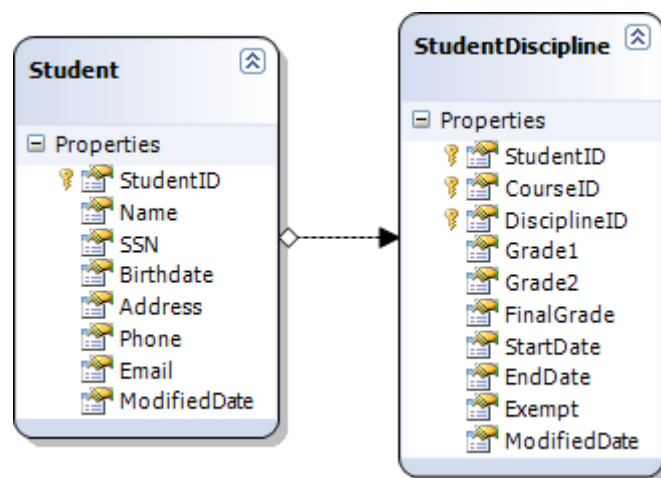 Student
Properties
StudentID
Name
SSN
Birthdate
Address
Phone
Email
ModifiedDate
StudentDiscipline
Properties
StudentID
CourseID
DisciplineID
Grade1
Grade2
FinalGrade
StartDate
EndDate
Exempt
ModifiedDate